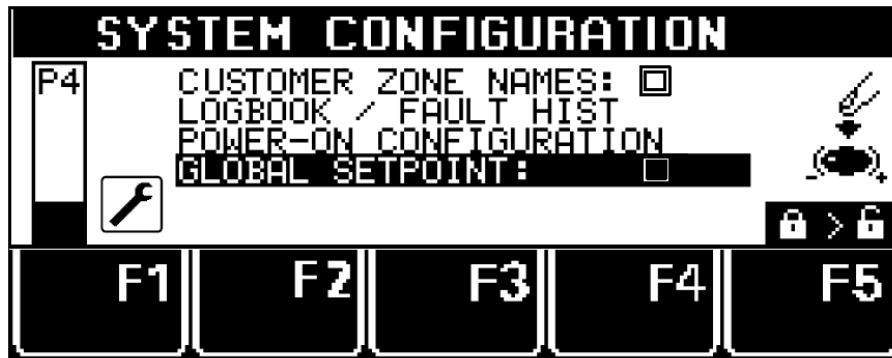 SYSTEM CONFIGURATION
P4
CUSTOMER ZONE NAMES:
LOGBOOK / FAULT HIST
POWER-ON CONFIGURATION
GLOBAL SETPOINT:
- +
>
F1 F2 F3 F4 F5